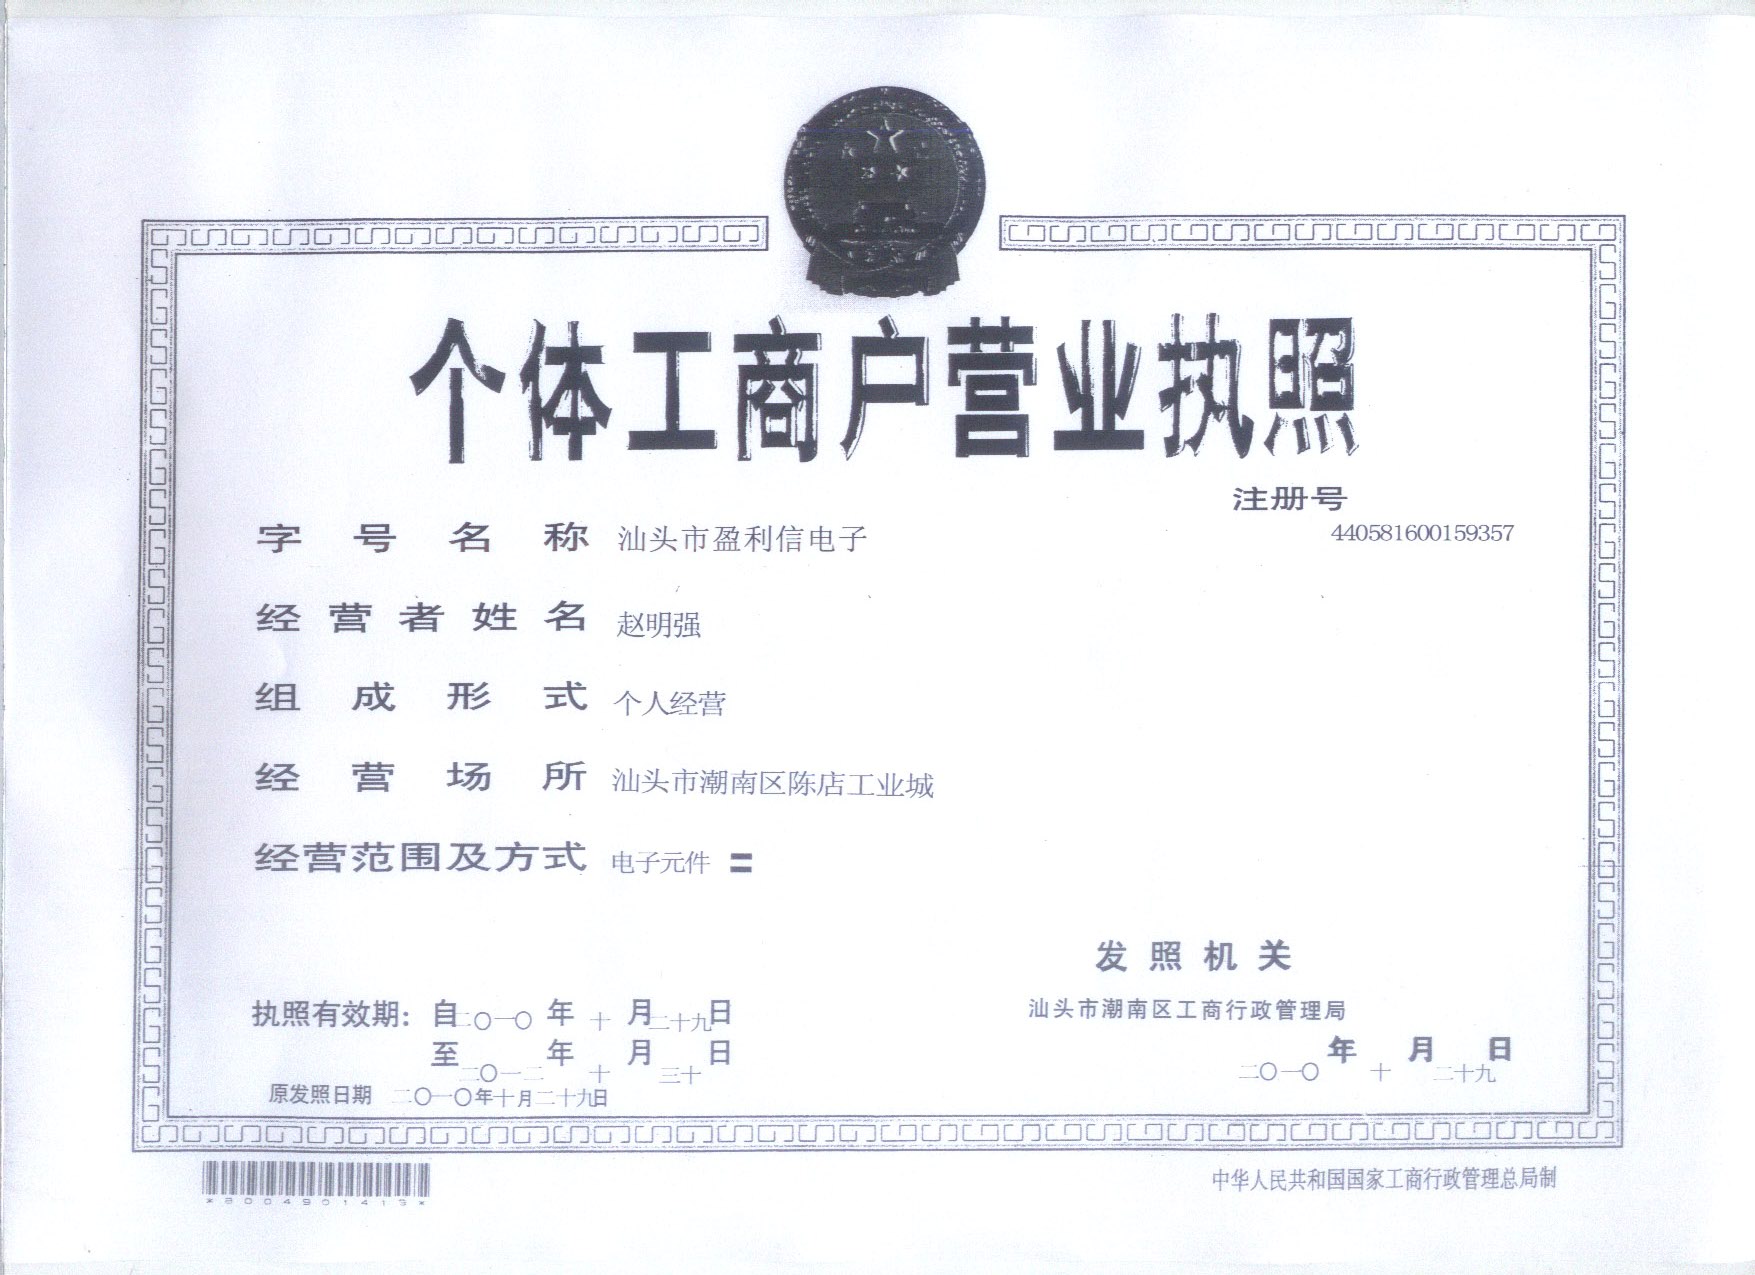 个体工商户营业执照
注册号
440581600159357
字号名称 汕头市盈利信电子
经营者姓名 赵明强
组成形式 个人经营
经营场所 汕头市潮南区陈店工业城
经营范围及方式 电子元件 〓
发照机关
汕头市潮南区工商行政管理局
执照有效期: 自二〇一〇年十月二十九日
至二〇一二年十月三十日
二〇一〇年十月二十九日
原发照日期 二〇一〇年十月二十九日
*8004901413*
中华人民共和国国家工商行政管理总局制